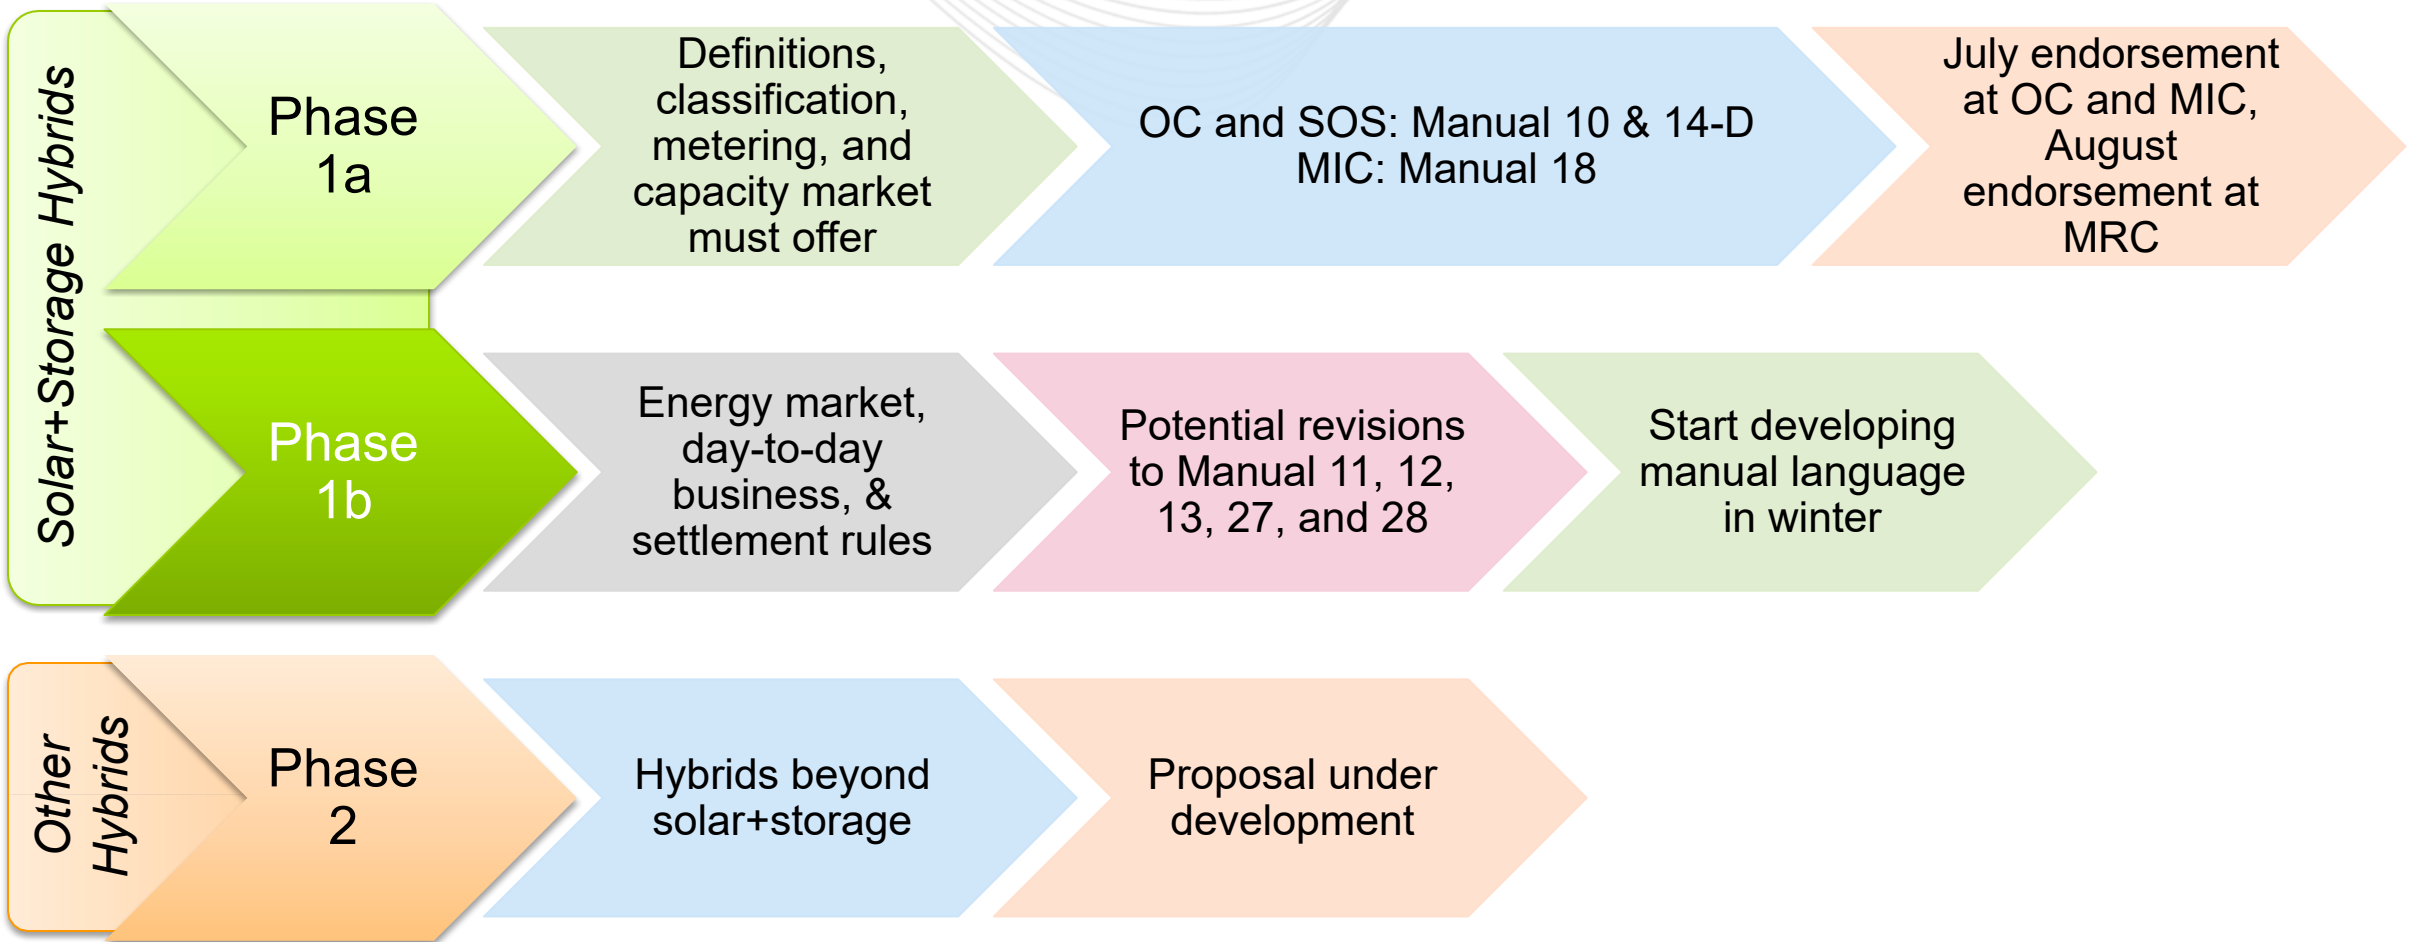 Solar+Storage Hybrids
Phase
1a
Definitions,
classification,
metering, and
capacity market
must offer
OC and SOS: Manual 10 & 14-D
MIC: Manual 18
July endorsement
at OC and MIC,
August
endorsement at
MRC
Phase
1b
Energy market,
day-to-day
business, &
settlement rules
Potential revisions
to Manual 11, 12,
13, 27, and 28
Start developing
manual language
in winter
Other
Hybrids
Phase
2
Hybrids beyond
solar+storage
Proposal under
development